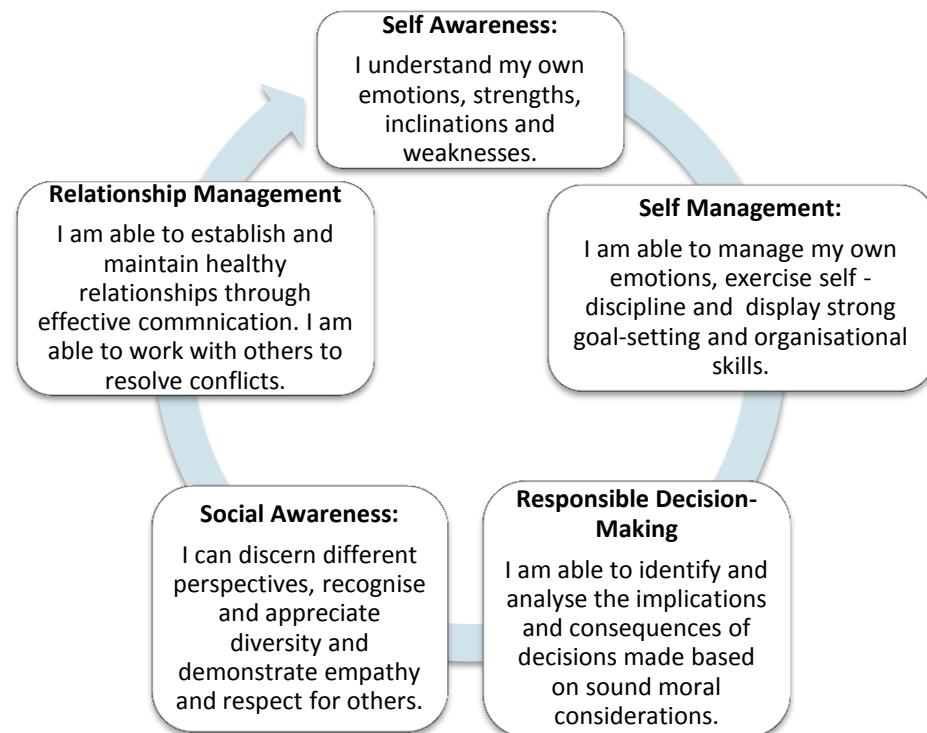 Self Awareness:
I understand my own
emotions, strengths,
inclinations and
weaknesses.
Self Management:
I am able to manage my own
emotions, exercise self -
discipline and display strong
goal-setting and organisational
skills.
Responsible Decision-
Making
I am able to identify and
analyse the implications
and consequences of
decisions made based
on sound moral
considerations.
Social Awareness:
I can discern different
perspectives, recognise
and appreciate
diversity and
demonstrate empathy
and respect for others.
Relationship Management
I am able to establish and
maintain healthy
relationships through
effective commnication. I am
able to work with others to
resolve conflicts.